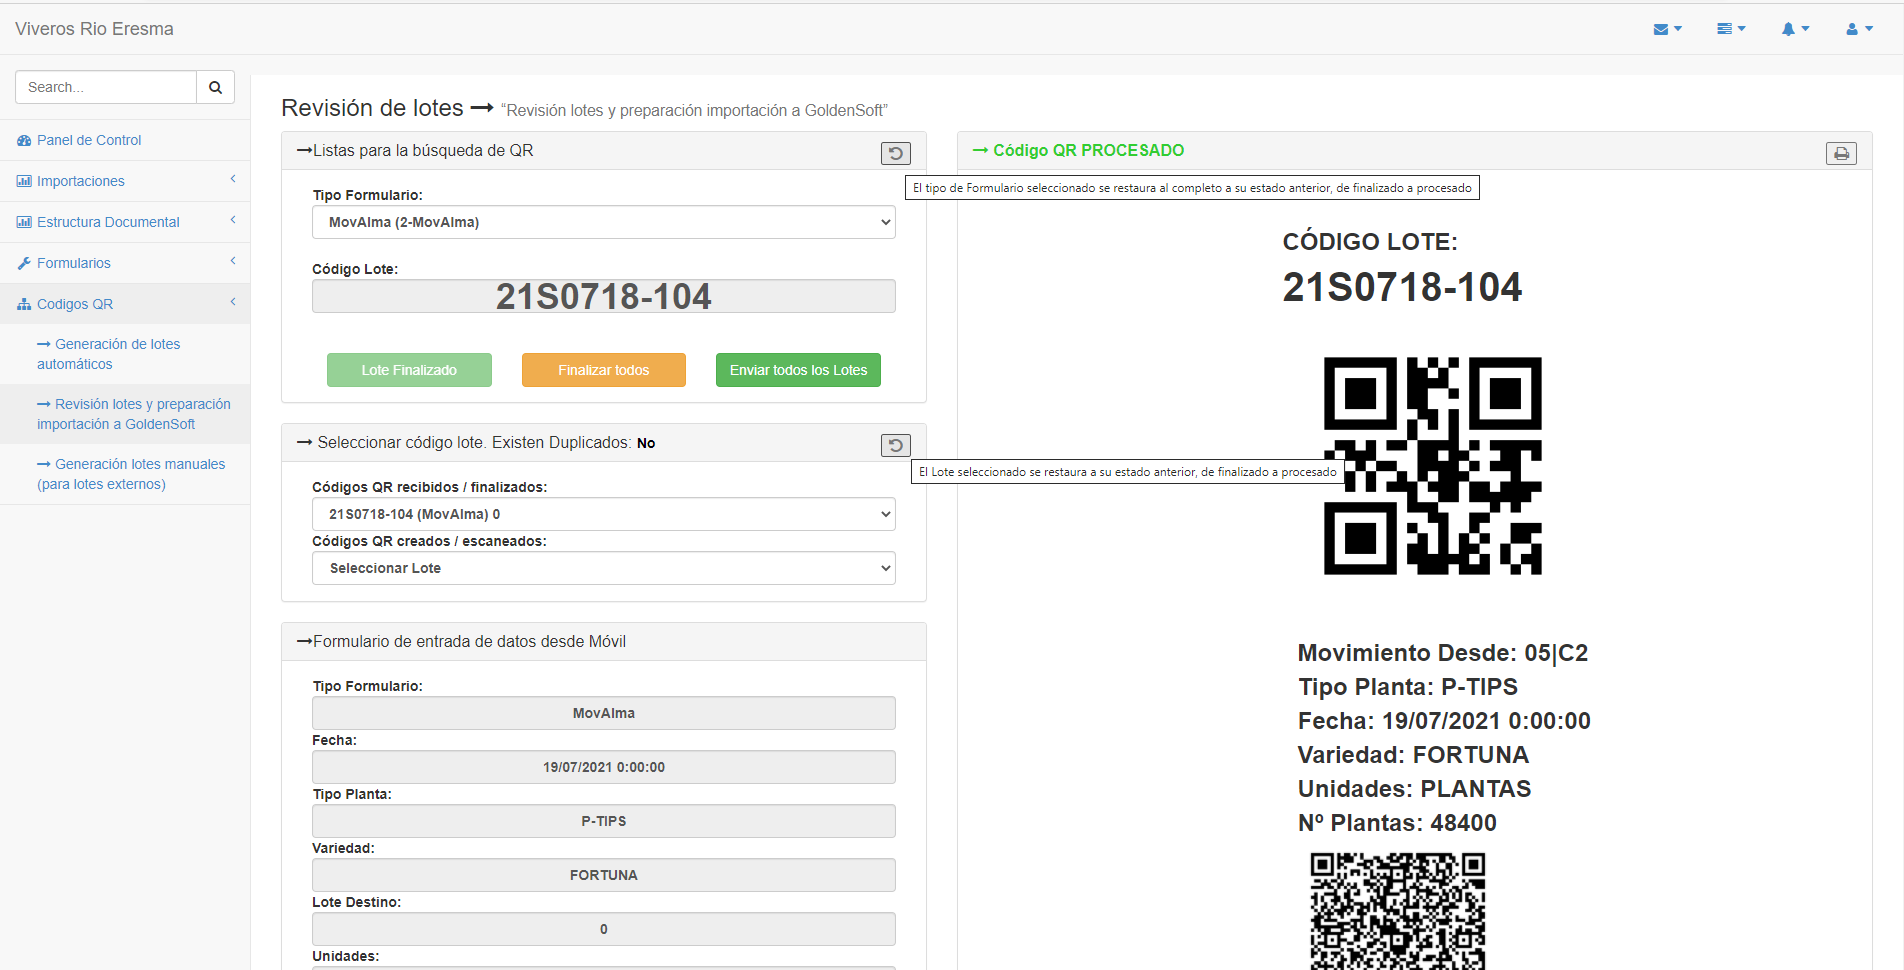 Viveros Rio Eresma
Search...
Panel de Control
Importaciones
Estructura Documental
Formularios
Codigos QR
Generación de lotes
automáticos
Revisión lotes y preparación
importación a GoldenSoft
Generación lotes manuales
(para lotes externos)
Revisión de lotes → “Revisión lotes y preparación importación a GoldenSoft”
→Listas para la búsqueda de QR
Tipo Formulario:
MovAlma (2-MovAlma)
Código Lote:
21S0718-104
Lote Finalizado
Finalizar todos
Enviar todos los Lotes
→ Seleccionar código lote. Existen Duplicados: No
Códigos QR recibidos / finalizados:
21S0718-104 (MovAlma) 0
Códigos QR creados / escaneados:
Seleccionar Lote
→Formulario de entrada de datos desde Móvil
Tipo Formulario:
MovAlma
Fecha:
19/07/2021 0:00:00
Tipo Planta:
P-TIPS
Variedad:
FORTUNA
Lote Destino:
0
Unidades:
→ Código QR PROCESADO
El tipo de Formulario seleccionado se restaura al completo a su estado anterior, de finalizado a procesado
CÓDIGO LOTE:
21S0718-104
El Lote seleccionado se restaura a su estado anterior, de finalizado a procesado
Movimiento Desde: 05|C2
Tipo Planta: P-TIPS
Fecha: 19/07/2021 0:00:00
Variedad: FORTUNA
Unidades: PLANTAS
Nº Plantas: 48400